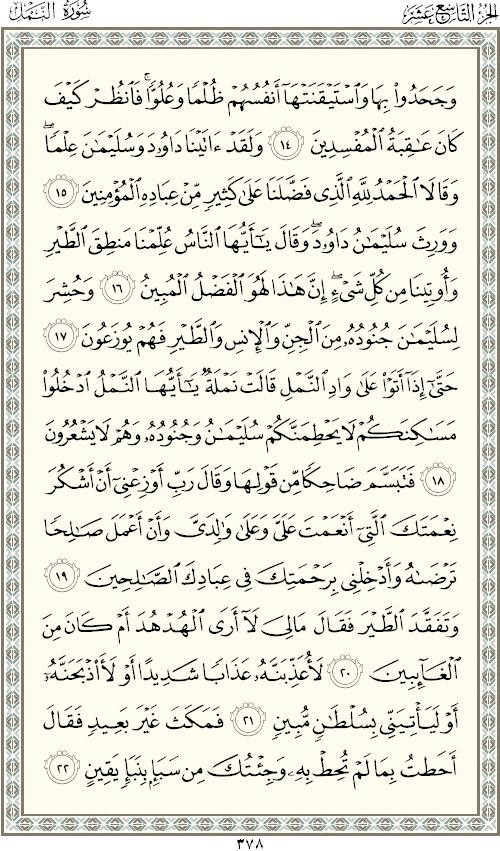 الجزء التاسع عشر
سورة النمل
وَجَحَدُوا۟ بِهَا وَٱسْتَيْقَنَتْهَآ أَنفُسُهُمْ ظُلْمًا وَعُلُوًّا ۚ فَٱنظُرْ كَيْفَ
كَانَ عَٰقِبَةُ ٱلْمُفْسِدِينَ ١٤ وَلَقَدْ ءَاتَيْنَا دَاوُۥدَ وَسُلَيْمَٰنَ عِلْمًا ۖ
وَقَالَا ٱلْحَمْدُ لِلَّهِ ٱلَّذِى فَضَّلَنَا عَلَىٰ كَثِيرٍ مِّنْ عِبَادِهِ ٱلْمُؤْمِنِينَ ١٥
وَوَرِثَ سُلَيْمَٰنُ دَاوُۥدَ ۖ وَقَالَ يَٰٓأَيُّهَا ٱلنَّاسُ عُلِّمْنَا مَنطِقَ ٱلطَّيْرِ
وَأُوتِينَا مِن كُلِّ شَىْءٍ ۖ إِنَّ هَٰذَا لَهُوَ ٱلْفَضْلُ ٱلْمُبِينُ ١٦ وَحُشِرَ
لِسُلَيْمَٰنَ جُنُودُهُۥ مِنَ ٱلْجِنِّ وَٱلْإِنسِ وَٱلطَّيْرِ فَهُمْ يُوزَعُونَ ١٧
حَتَّىٰٓ إِذَآ أَتَوْا۟ عَلَىٰ وَادِ ٱلنَّمْلِ قَالَتْ نَمْلَةٌ يَٰٓأَيُّهَا ٱلنَّمْلُ ٱدْخُلُوا۟
مَسَٰكِنَكُمْ لَا يَحْطِمَنَّكُمْ سُلَيْمَٰنُ وَجُنُودُهُۥ وَهُمْ لَا يَشْعُرُونَ
١٨ فَتَبَسَّمَ ضَاحِكًا مِّن قَوْلِهَا وَقَالَ رَبِّ أَوْزِعْنِىٓ أَنْ أَشْكُرَ
نِعْمَتَكَ ٱلَّتِىٓ أَنْعَمْتَ عَلَىَّ وَعَلَىٰ وَٰلِدَىَّ وَأَنْ أَعْمَلَ صَٰلِحًا
تَرْضَىٰهُ وَأَدْخِلْنِى بِرَحْمَتِكَ فِى عِبَادِكَ ٱلصَّٰلِحِينَ ١٩
وَتَفَقَّدَ ٱلطَّيْرَ فَقَالَ مَالِىَ لَآ أَرَى ٱلْهُدْهُدَ أَمْ كَانَ مِنَ
ٱلْغَآئِبِينَ ٢٠ لَأُعَذِّبَنَّهُۥ عَذَابًا شَدِيدًا أَوْ لَأَا۟ذْبَحَنَّهُۥٓ
أَوْ لَيَأْتِيَنِّى بِسُلْطَٰنٍ مُّبِينٍ ٢١ فَمَكَثَ غَيْرَ بَعِيدٍ فَقَالَ
أَحَطتُ بِمَا لَمْ تُحِطْ بِهِۦ وَجِئْتُكَ مِن سَبَإٍۭ بِنَبَإٍ يَقِينٍ ٢٢
٣٧٨